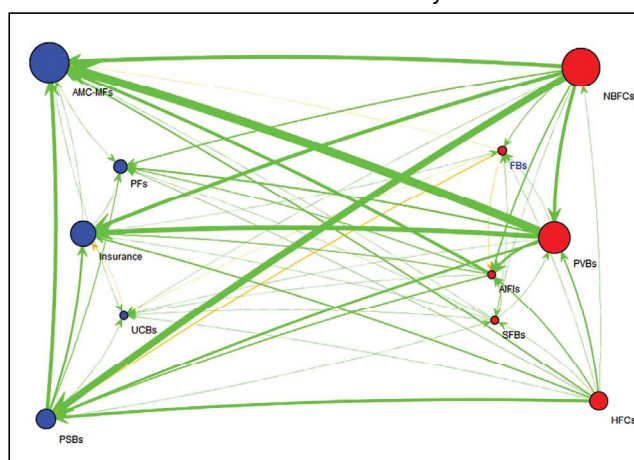 AMC-MFs
NBFCs
FBs
PFs
Insurance
PVBs
AIFIs
UCBs
SFBs
HFCs
PSBs